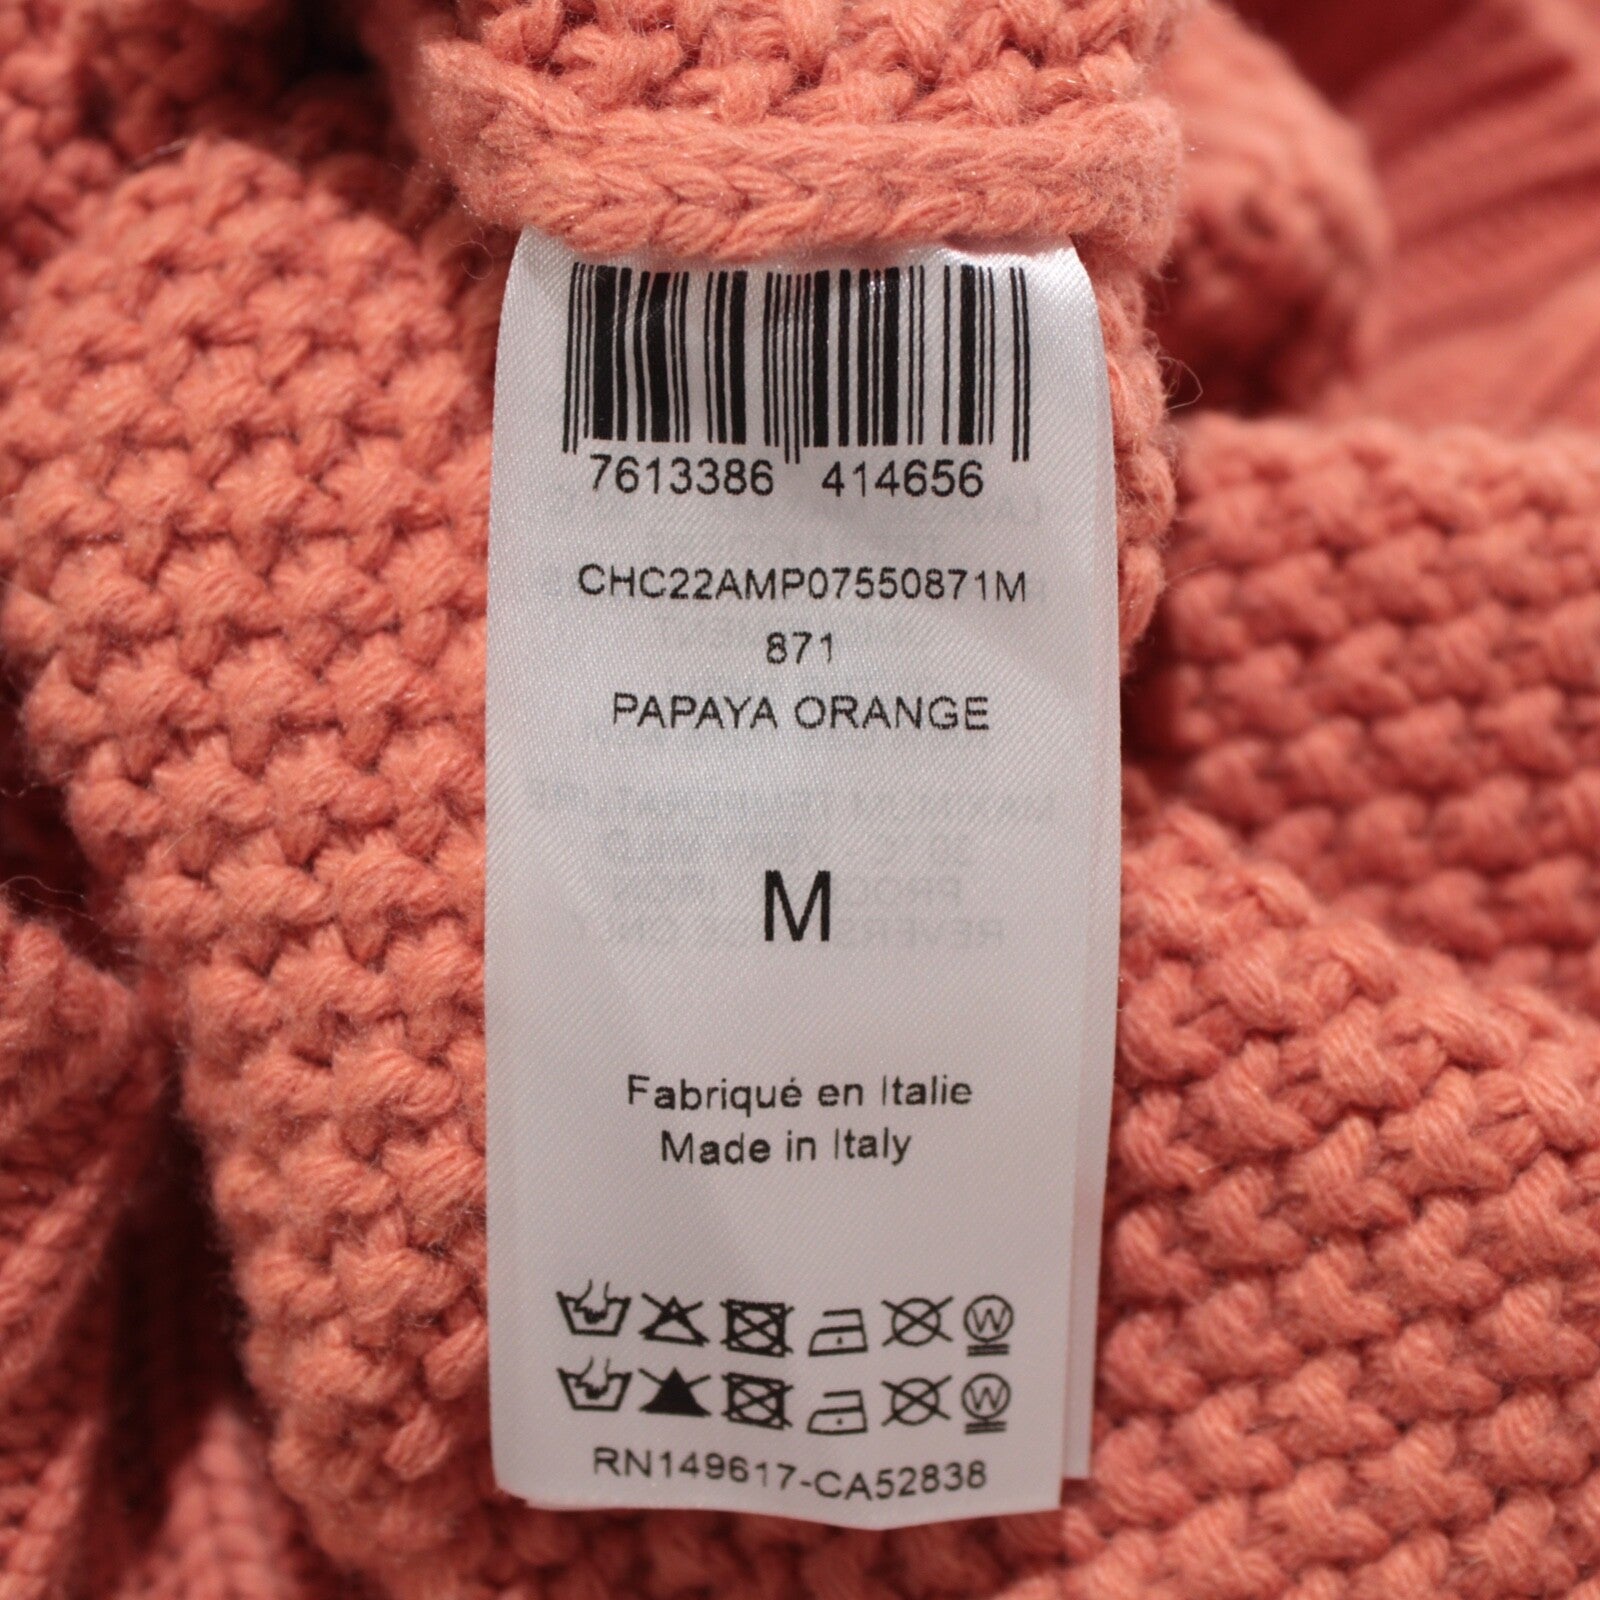 7613386 414656
CHC22AMP07550871M
871
PAPAYA ORANGE
M
Fabriqué en Italie
Made in Italy
W
W
RN149617-CA52838